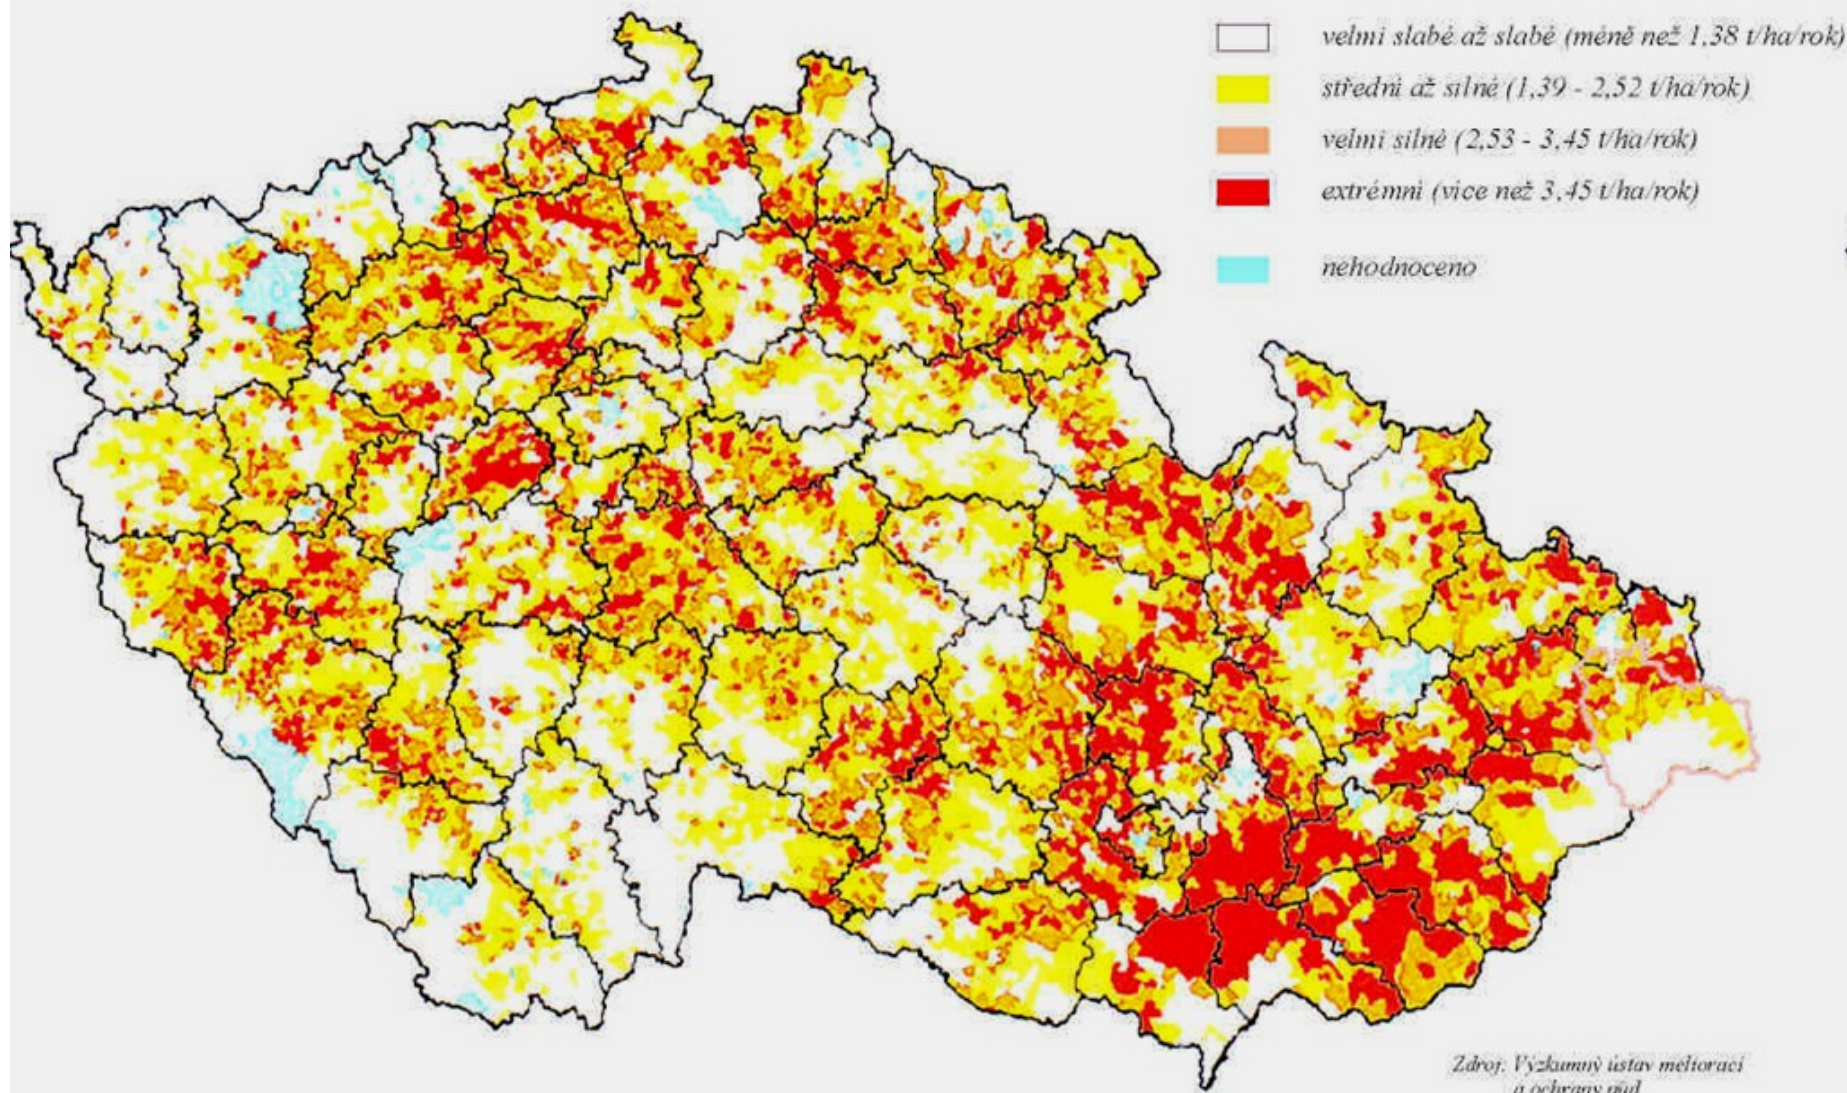 velmi slabé až slabé (méně než 1,38 t/ha/rok)
střední až silné (1,39 - 2,52 t/ha/rok)
velmi silné (2,53 - 3,45 t/ha/rok)
extrémní (více než 3,45 t/ha/rok)
nehodnoceno
Zdroj: Výzkumný ústav meliorací
a ochrany půd